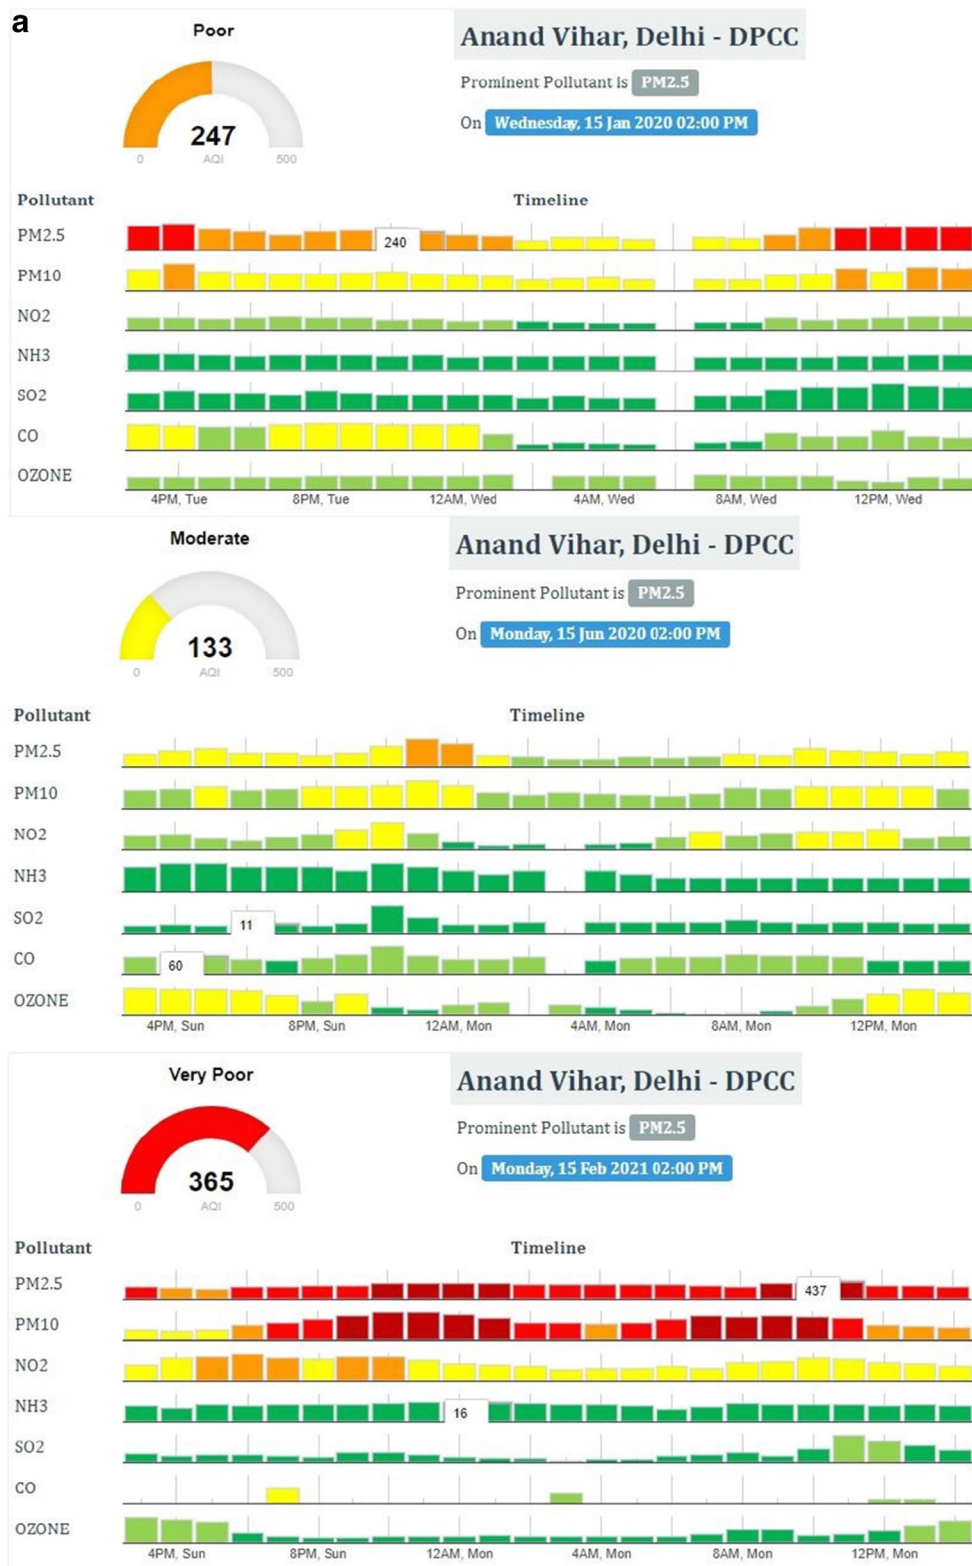 a
Poor
247
0 AQI 500
Anand Vihar, Delhi - DPCC
Prominent Pollutant is PM2.5
On Wednesday, 15 Jan 2020 02:00 PM
Pollutant Timeline
PM2.5 240
PM10
NO2
NH3
SO2
CO
OZONE
4PM, Tue 8PM, Tue 12AM, Wed 4AM, Wed 8AM, Wed 12PM, Wed
Moderate
133
0 AQI 500
Anand Vihar, Delhi - DPCC
Prominent Pollutant is PM2.5
On Monday, 15 Jun 2020 02:00 PM
Pollutant Timeline
PM2.5
PM10
NO2
NH3
SO2 11
CO 60
OZONE
4PM, Sun 8PM, Sun 12AM, Mon 4AM, Mon 8AM, Mon 12PM, Mon
Very Poor
365
0 AQI 500
Anand Vihar, Delhi - DPCC
Prominent Pollutant is PM2.5
On Monday, 15 Feb 2021 02:00 PM
Pollutant Timeline
PM2.5 437
PM10
NO2
NH3 16
SO2
CO
OZONE
4PM, Sun 8PM, Sun 12AM, Mon 4AM, Mon 8AM, Mon 12PM, Mon